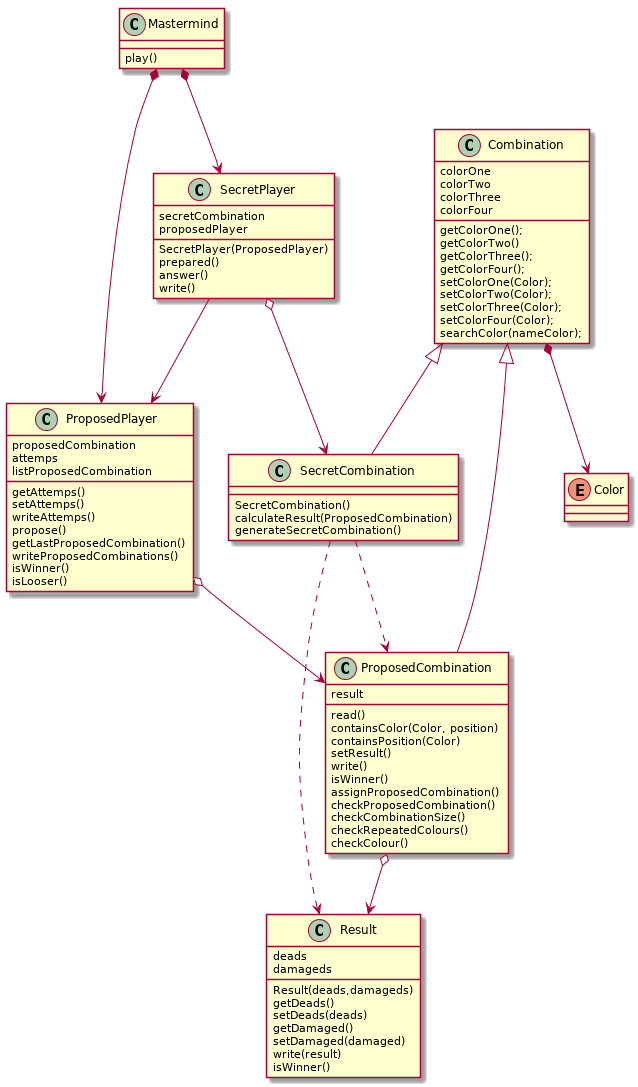 C Mastermind
play()
C SecretPlayer
secretCombination
proposedPlayer
SecretPlayer(ProposedPlayer)
prepared()
answer()
write()
C Combination
colorOne
colorTwo
colorThree
colorFour
getColorOne();
getColorTwo()
getColorThree();
getColorFour();
setColorOne(Color);
setColorTwo(Color);
setColorThree(Color);
setColorFour(Color);
searchColor(nameColor);
C ProposedPlayer
proposedCombination
attemps
listProposedCombination
getAttemps()
setAttemps()
writeAttemps()
propose()
getLastProposedCombination()
writeProposedCombinations()
isWinner()
isLooser()
C SecretCombination
SecretCombination()
calculateResult(ProposedCombination)
generateSecretCombination()
E Color
C ProposedCombination
result
read()
containsColor(Color, position)
containsPosition(Color)
setResult()
write()
isWinner()
assignProposedCombination()
checkProposedCombination()
checkCombinationSize()
checkRepeatedColours()
checkColour()
C Result
deads
damageds
Result(deads,damageds)
getDeads()
setDeads(deads)
getDamaged()
setDamaged(damaged)
write(result)
isWinner()